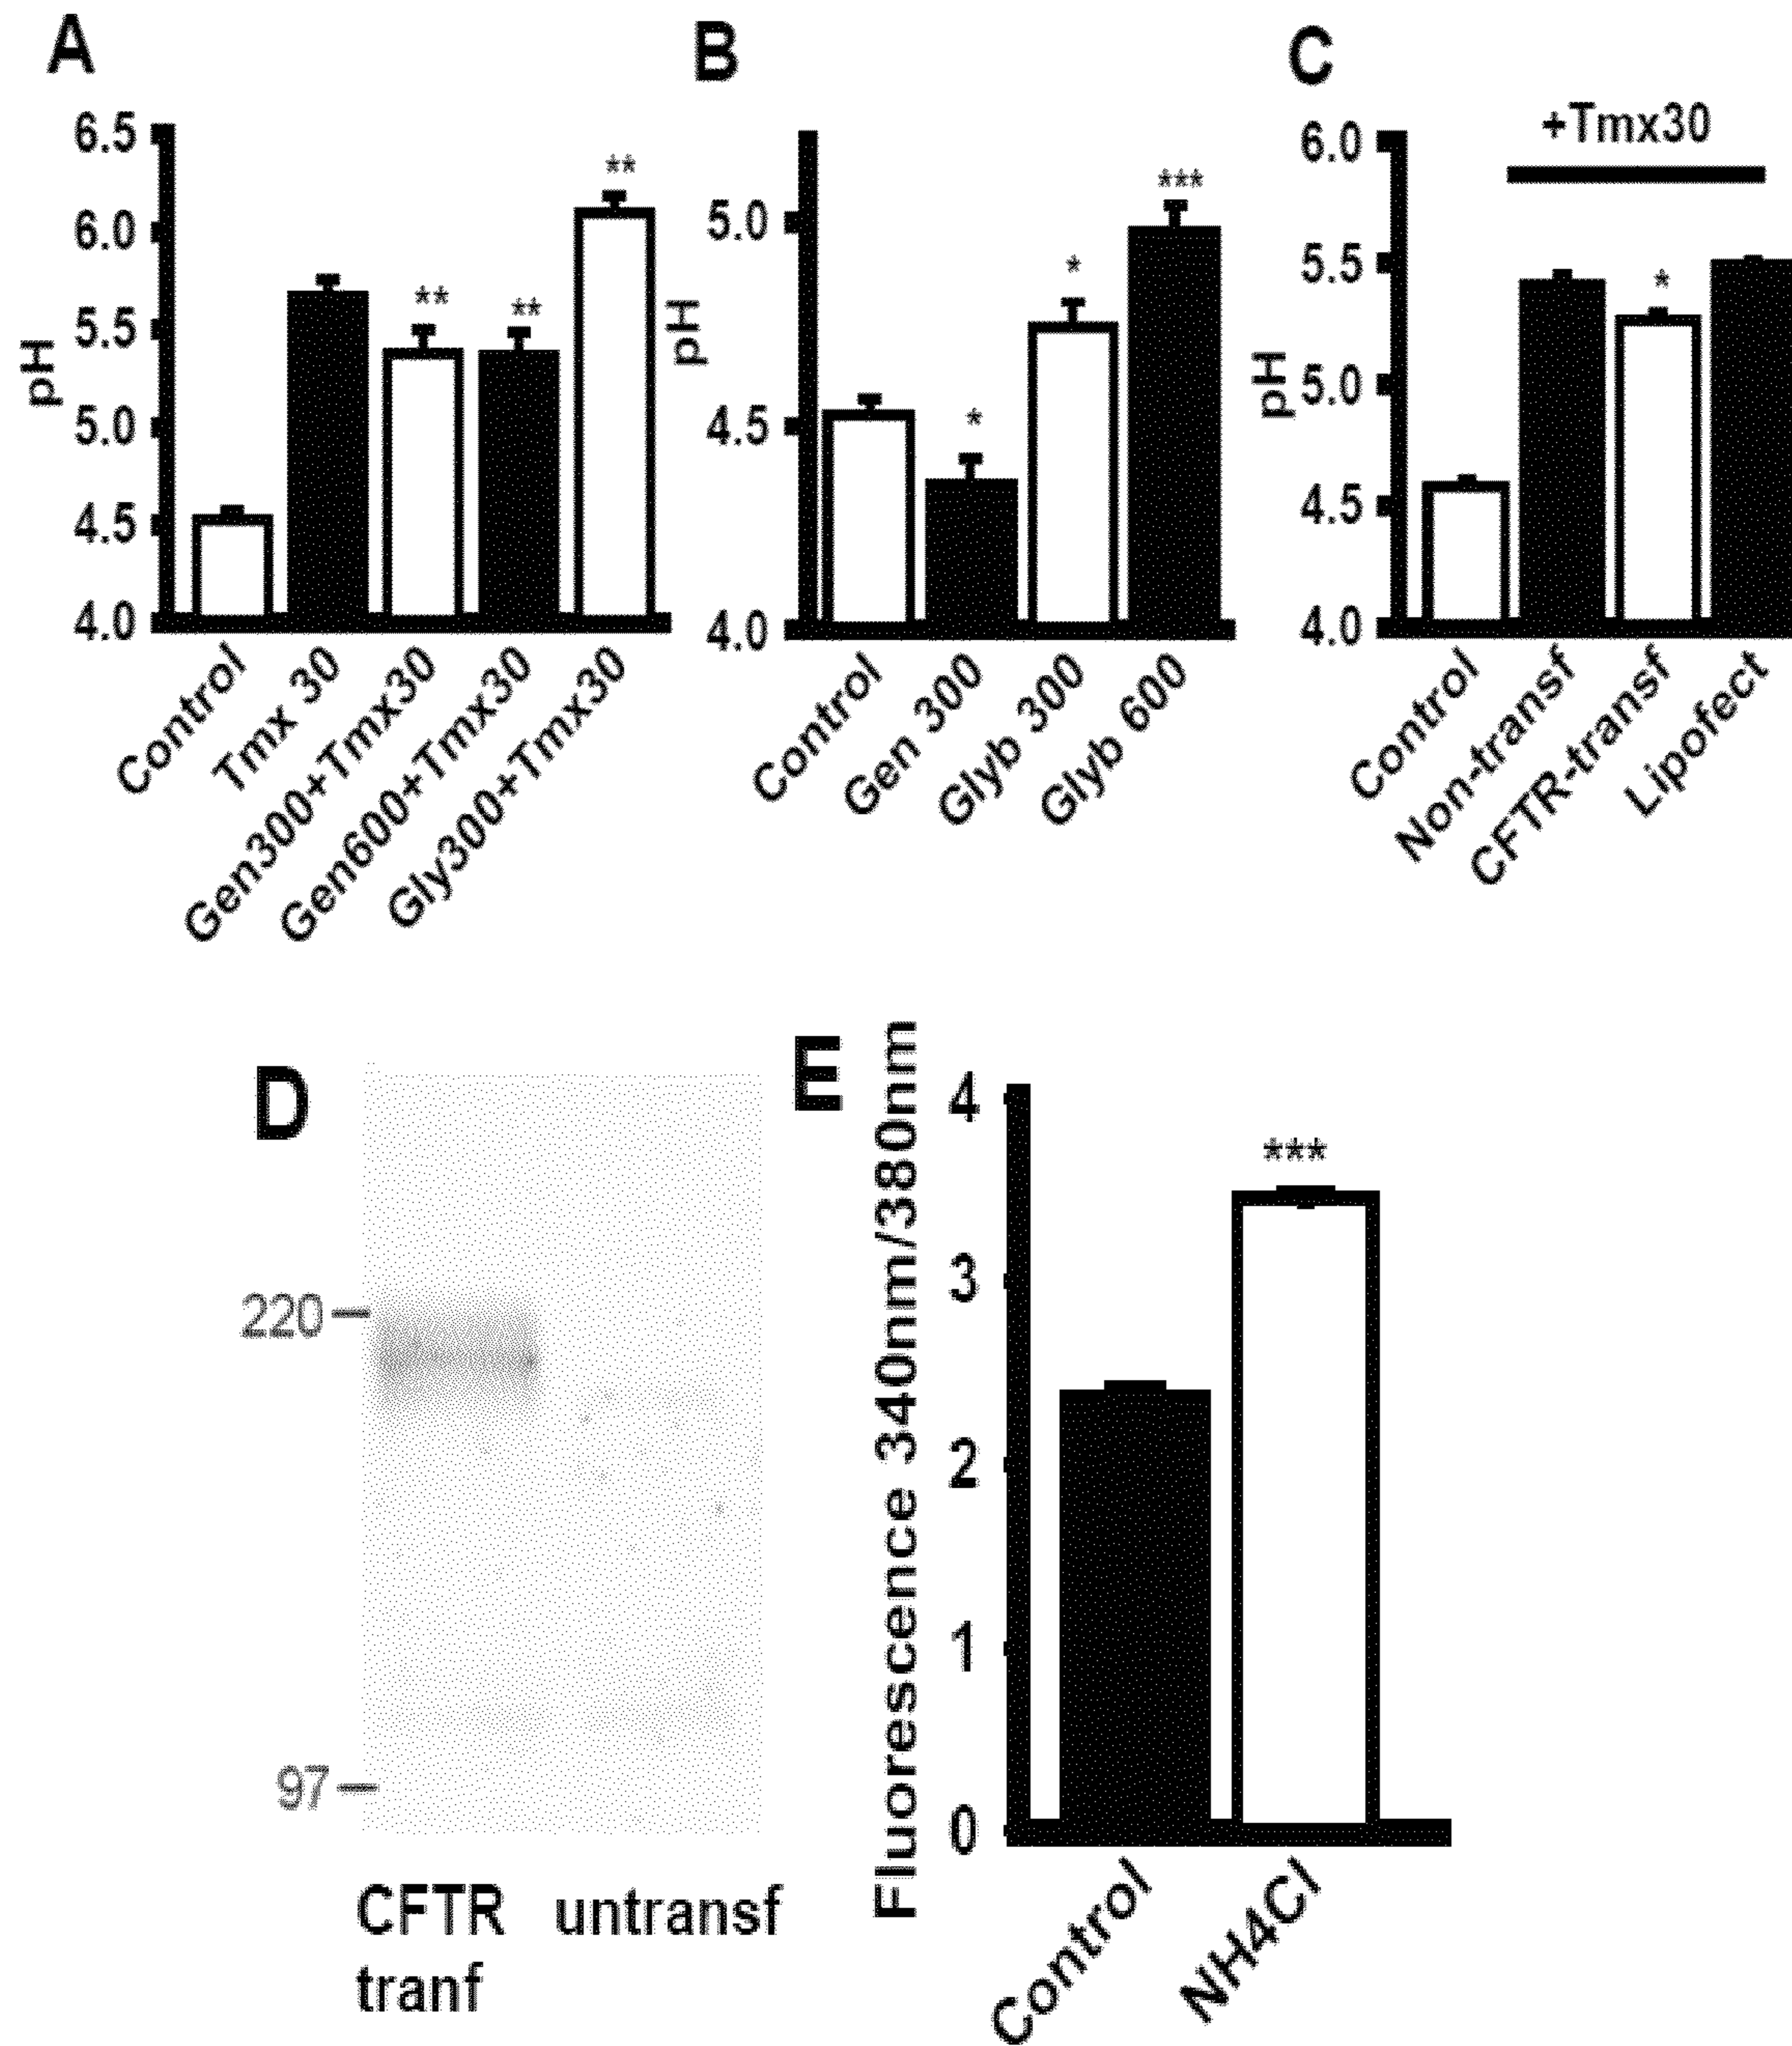 A
pH
6.5
6.0
5.5
5.0
4.5
4.0
**
**
**
Control
Tmx 30
Gen300+Tmx30
Gen600+Tmx30
Gly300+Tmx30
B
pH
5.0
4.5
4.0
*
*
***
Control
Gen 300
Glyb 300
Glyb 600
C
+Tmx30
pH
6.0
5.5
5.0
4.5
4.0
*
Control
Non-transf
CFTR-transf
Lipofect
D
220
97
CFTR untransf
tranf
E
Fluorescence 340nm/380nm
4
3
2
1
0
***
Control
NH4Cl